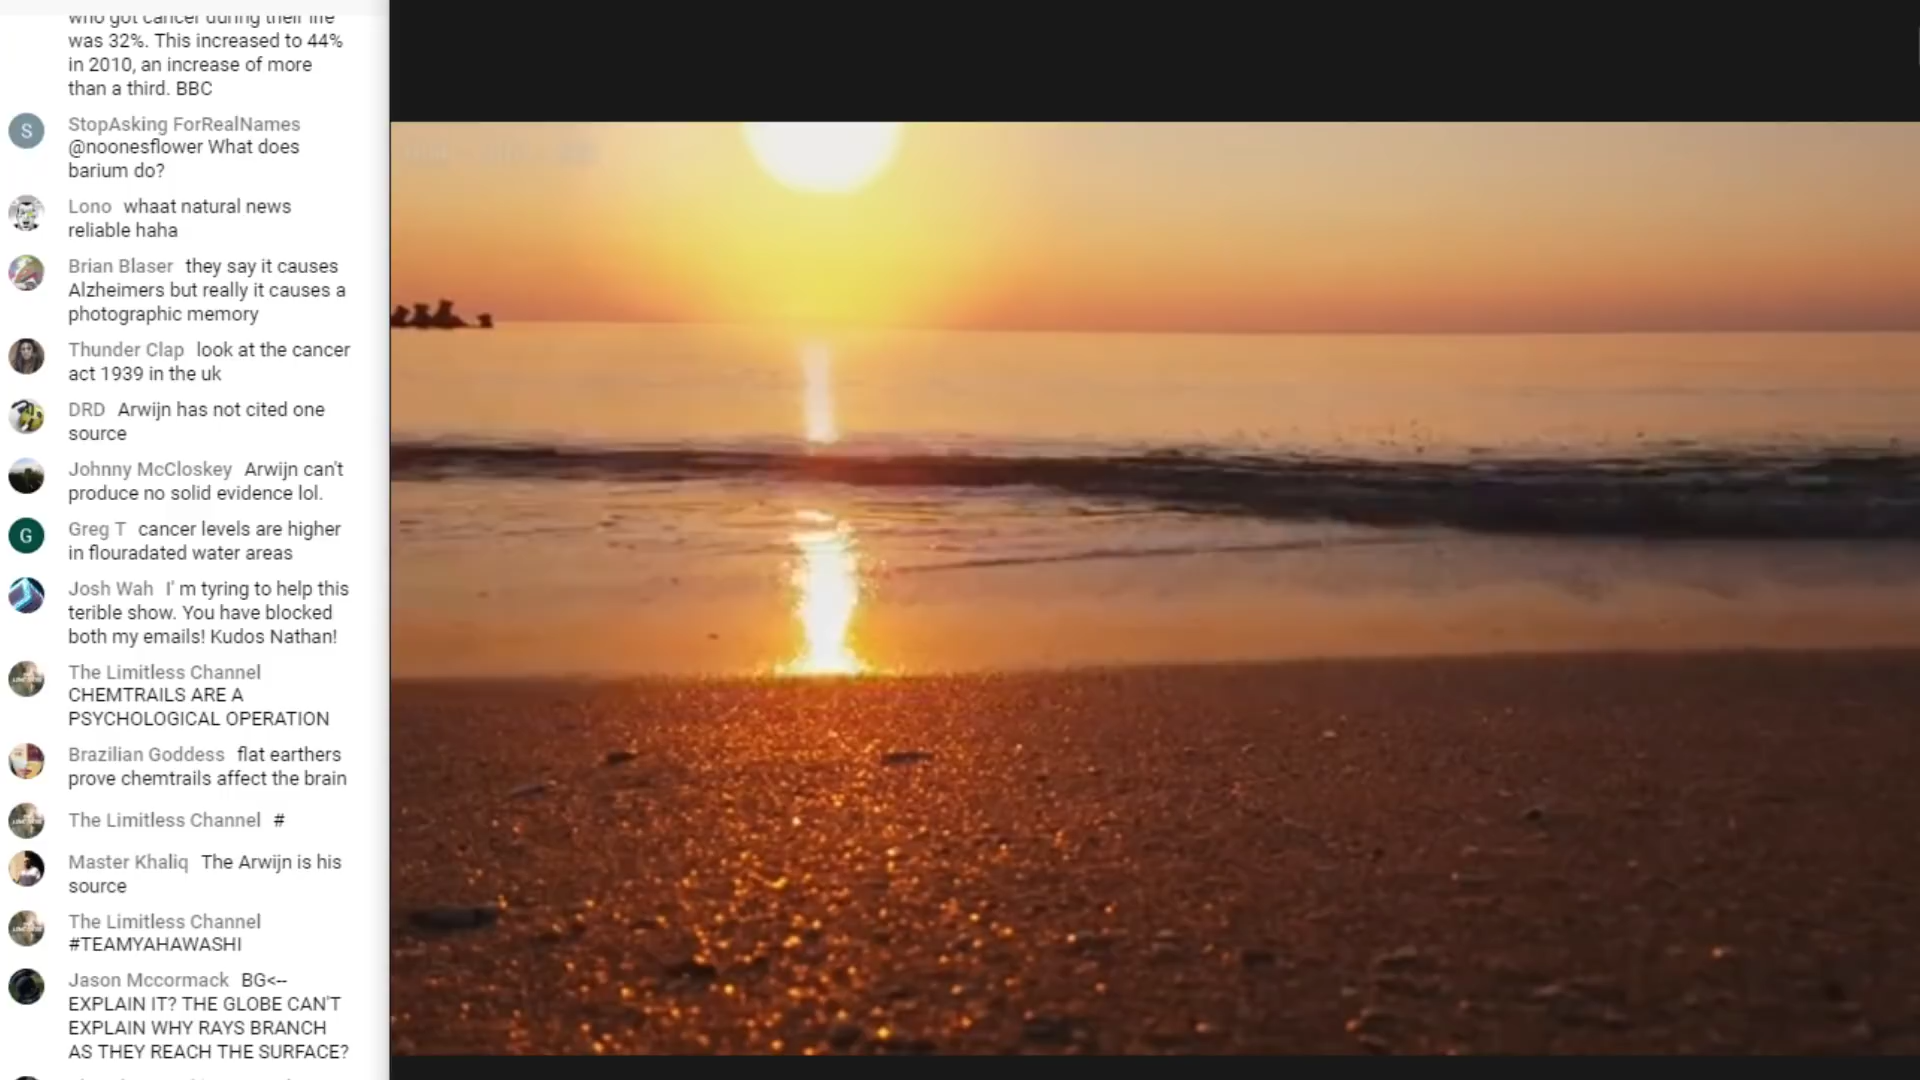 who got cancer during their life
was 32%. This increased to 44%
in 2010, an increase of more
than a third. BBC
S
StopAsking ForRealNames
@noonesflower What does
barium do?
Lono whaat natural news
reliable haha
Brian Blaser they say it causes
Alzheimers but really it causes a
photographic memory
Thunder Clap look at the cancer
act 1939 in the uk
DRD Arwijn has not cited one
source
Johnny McCloskey Arwijn can't
produce no solid evidence lol.
G
Greg T cancer levels are higher
in flouradated water areas
Josh Wah I' m tyring to help this
terible show. You have blocked
both my emails! Kudos Nathan!
The Limitless Channel
CHEMTRAILS ARE A
PSYCHOLOGICAL OPERATION
Brazilian Goddess flat earthers
prove chemtrails affect the brain
The Limitless Channel #
Master Khaliq The Arwijn is his
source
The Limitless Channel
#TEAMYAHAWASHI
Jason Mccormack BG<--
EXPLAIN IT? THE GLOBE CAN'T
EXPLAIN WHY RAYS BRANCH
AS THEY REACH THE SURFACE?